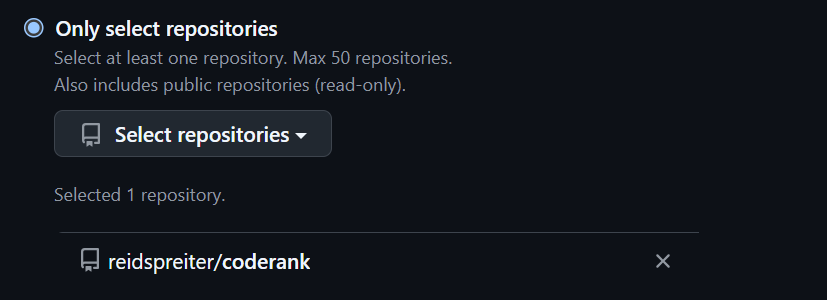 Only select repositories
Select at least one repository. Max 50 repositories.
Also includes public repositories (read-only).
Select repositories
Selected 1 repository.
reidspreiter/coderank